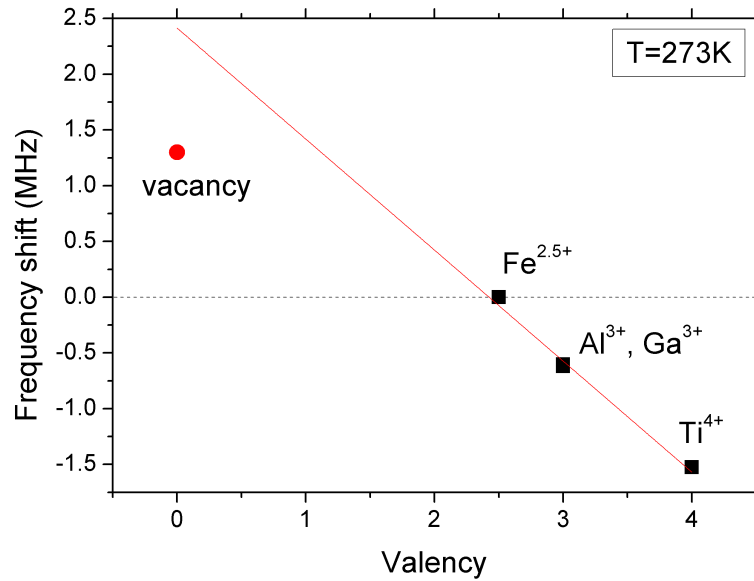 2.5
T=273K
2.0
1.5
vacancy
1.0
0.5
Fe2.5+
0.0
Al3+, Ga3+
-0.5
-1.0
Ti4+
-1.5
0 1 2 3 4
Valency
Frequency shift (MHz)